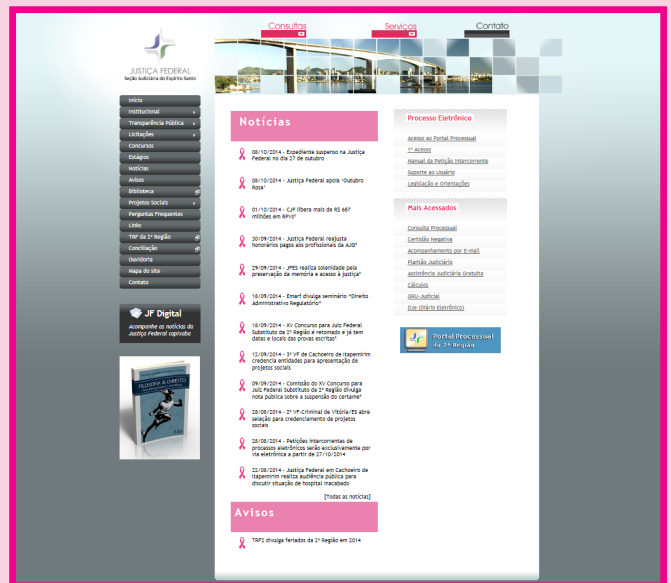 Consultas
Serviços
Contato
JUSTIÇA FEDERAL
Seção Judiciária do Espírito Santo
Início
Institucional
Transparência Pública
Licitações
Concursos
Estágios
Notícias
Avisos
Biblioteca
Projetos Sociais
Perguntas Frequentes
Links
TRF da 2ª Região
Conciliação
Ouvidoria
Mapa do site
Contato
JF Digital
Acompanhe as notícias da
Justiça Federal capixaba
FILOSOFIA & DIREITO
Notícias
08/10/2014 - Expediente suspenso na Justiça
Federal no dia 27 de outubro
08/10/2014 - Justiça Federal apoia "Outubro
Rosa"
01/10/2014 - CJF libera mais de R$ 667
milhões em RPVs*
30/09/2014 - Justiça Federal reajusta
honorários pagos aos profissionais da AJG*
29/09/2014 - JFES realiza solenidade pela
preservação da memória e acesso à justiça*
18/09/2014 - Emarf divulga seminário "Direito
Administrativo Regulatório"
18/09/2014 - XV Concurso para Juiz Federal
Substituto da 2ª Região é retomado e já tem
datas e locais das provas escritas*
12/09/2014 - 3ª VF de Cachoeiro de Itapemirim
credencia entidades para apresentação de
projetos sociais
09/09/2014 - Comissão do XV Concurso para
Juiz Federal Substituto da 2ª Região divulga
nota pública sobre a suspensão do certame*
28/08/2014 - 2ª VF-Criminal de Vitória/ES abre
seleção para credenciamento de projetos
sociais
28/08/2014 - Petições intercorrentes de
processos eletrônicos serão exclusivamente por
via eletrônica a partir de 27/10/2014
22/08/2014 - Justiça Federal em Cachoeiro de
Itapemirim realiza audiência pública para
discutir situação de hospital inacabado
[Todas as notícias]
Avisos
TRF2 divulga feriados da 2ª Região em 2014
Processo Eletrônico
Acesso ao Portal Processual
1º Acesso
Manual da Petição Intercorrente
Suporte ao Usuário
Legislação e Orientações
Mais Acessados
Consulta Processual
Certidão Negativa
Acompanhamento por E-mail
Plantão Judiciário
Assistência Judiciária Gratuita
Cálculos
GRU-Judicial
DJe (Diário Eletrônico)
Portal Processual
da 2ª Região